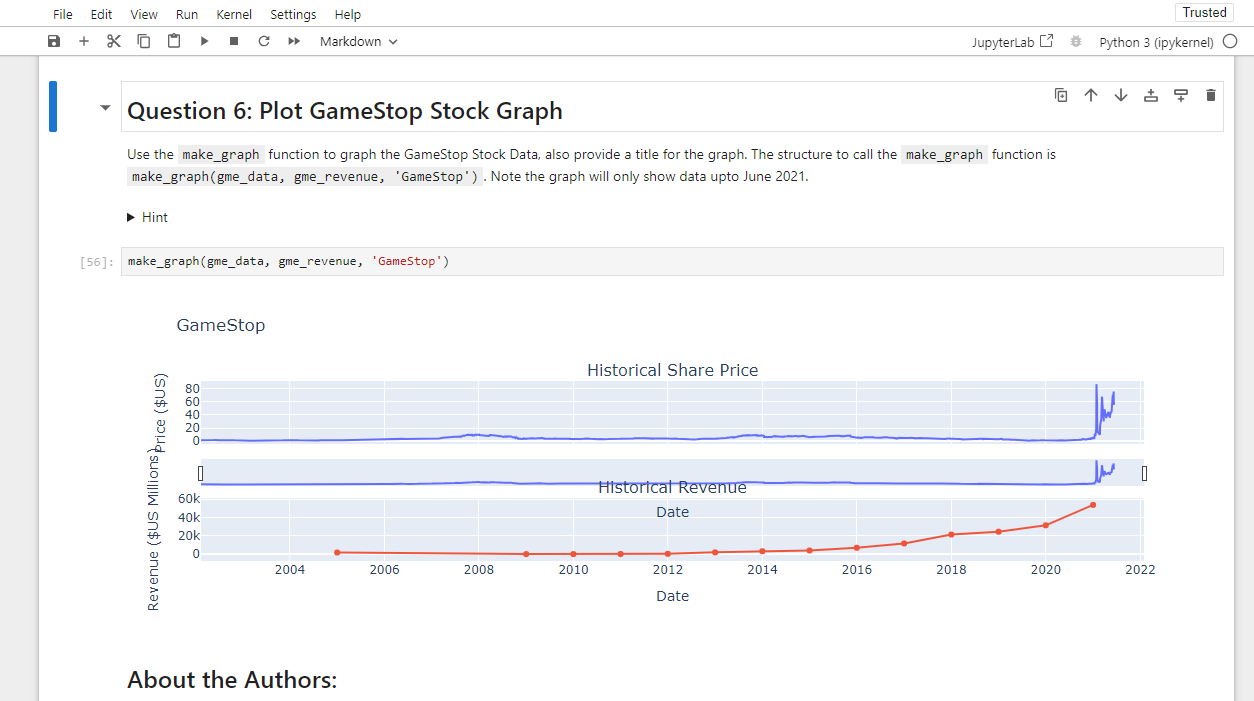 File Edit View Run Kernel Settings Help
Trusted
Markdown
JupyterLab
Python 3 (ipykernel)
Question 6: Plot GameStop Stock Graph
Use the make_graph function to graph the GameStop Stock Data, also provide a title for the graph. The structure to call the make_graph function is
make_graph(gme_data, gme_revenue, 'GameStop') . Note the graph will only show data upto June 2021.
Hint
[56]:
make_graph(gme_data, gme_revenue, 'GameStop')
GameStop
Historical Share Price
Price ($US)
80
60
40
20
0
Historical Revenue
Date
Revenue ($US Millions)
60k
40k
20k
0
2004 2006 2008 2010 2012 2014 2016 2018 2020 2022
Date
About the Authors: